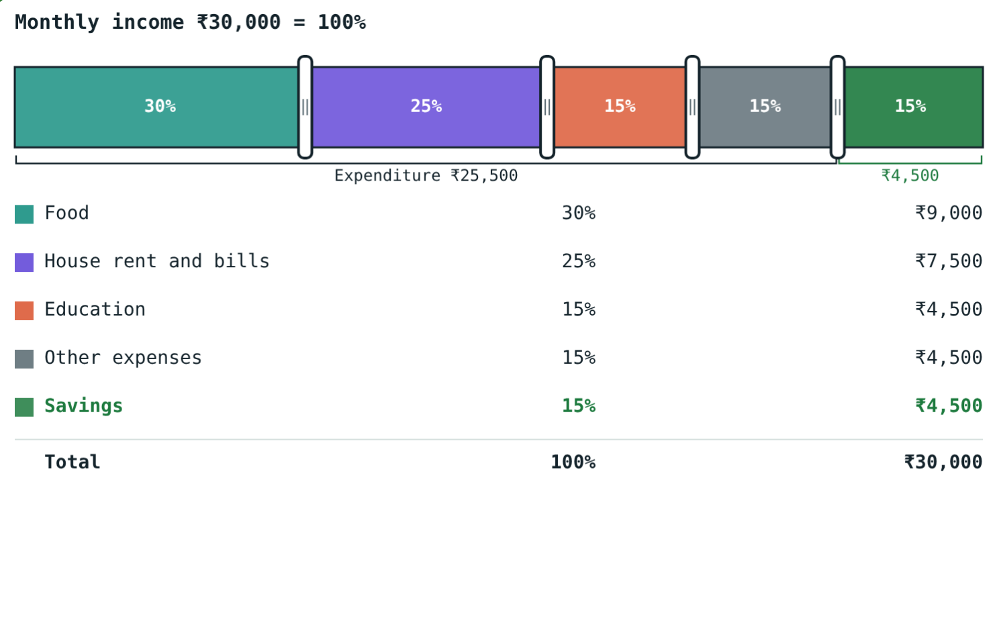 Monthly income ₹30,000 = 100%
30% 25% 15% 15% 15%
Expenditure ₹25,500 ₹4,500
Food 30% ₹9,000
House rent and bills 25% ₹7,500
Education 15% ₹4,500
Other expenses 15% ₹4,500
Savings 15% ₹4,500
Total 100% ₹30,000